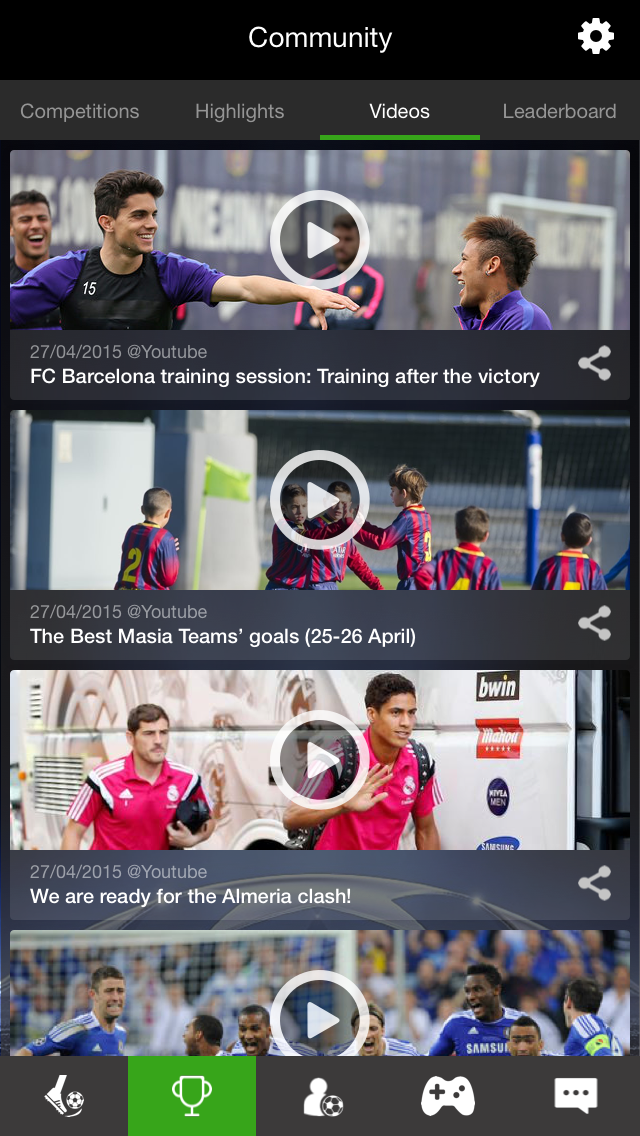 Community
Competitions
Highlights
Videos
Leaderboard
15
27/04/2015 @Youtube
FC Barcelona training session: Training after the victory
2
3
27/04/2015 @Youtube
The Best Masia Teams’ goals (25-26 April)
bwin
Mahou
NIVEA
MEN
SAMSUNG
27/04/2015 @Youtube
We are ready for the Almeria clash!
SAMSUNG